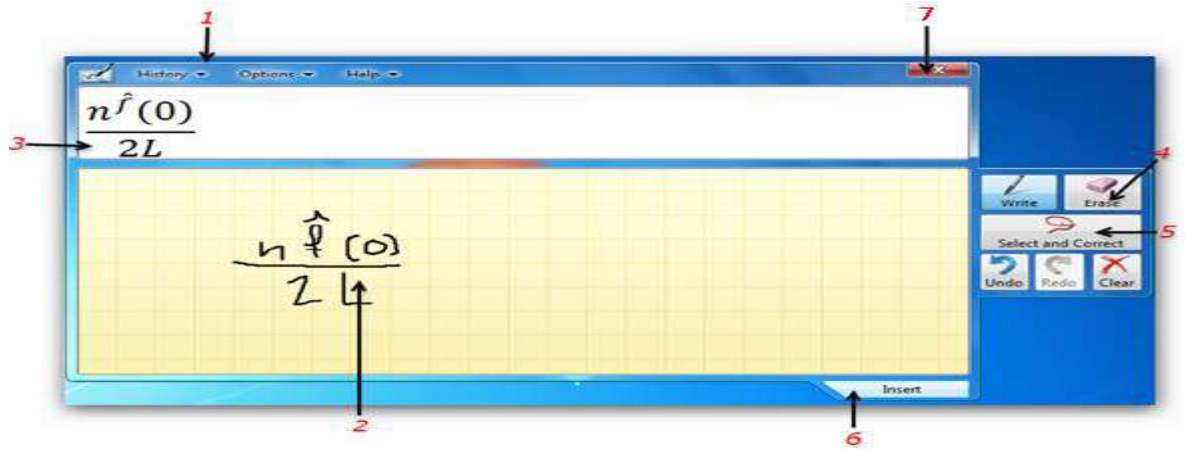 1 7
History Options Help X
n^f̂ (0)
3
2L
4
Write Erase
n f̂ (0)
5
Select and Correct
2 L
Undo Redo Clear
Insert
2 6